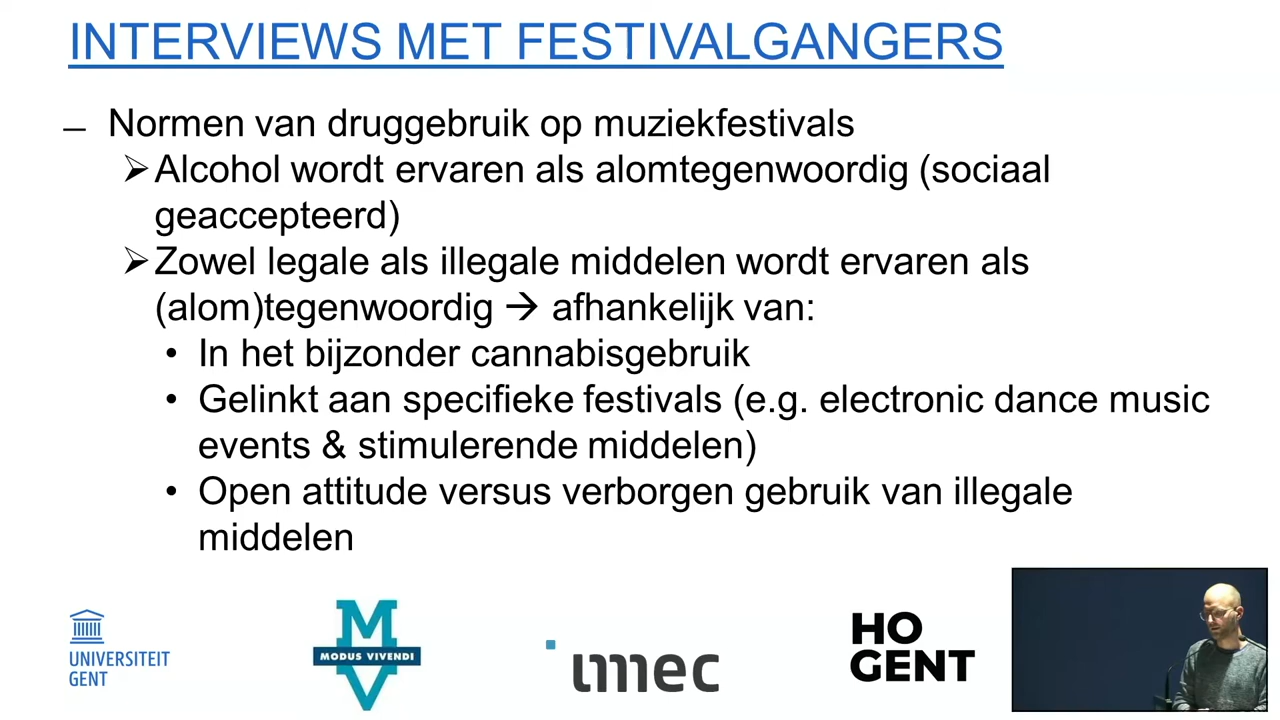 INTERVIEWS MET FESTIVALGANGERS
– Normen van druggebruik op muziekfestivals
➢ Alcohol wordt ervaren als alomtegenwoordig (sociaal
geaccepteerd)
➢ Zowel legale als illegale middelen wordt ervaren als
(alom)tegenwoordig → afhankelijk van:
• In het bijzonder cannabisgebruik
• Gelinkt aan specifieke festivals (e.g. electronic dance music
events & stimulerende middelen)
• Open attitude versus verborgen gebruik van illegale
middelen
UNIVERSITEIT
GENT
M
MODUS VIVENDI
V
imec
HO
GENT